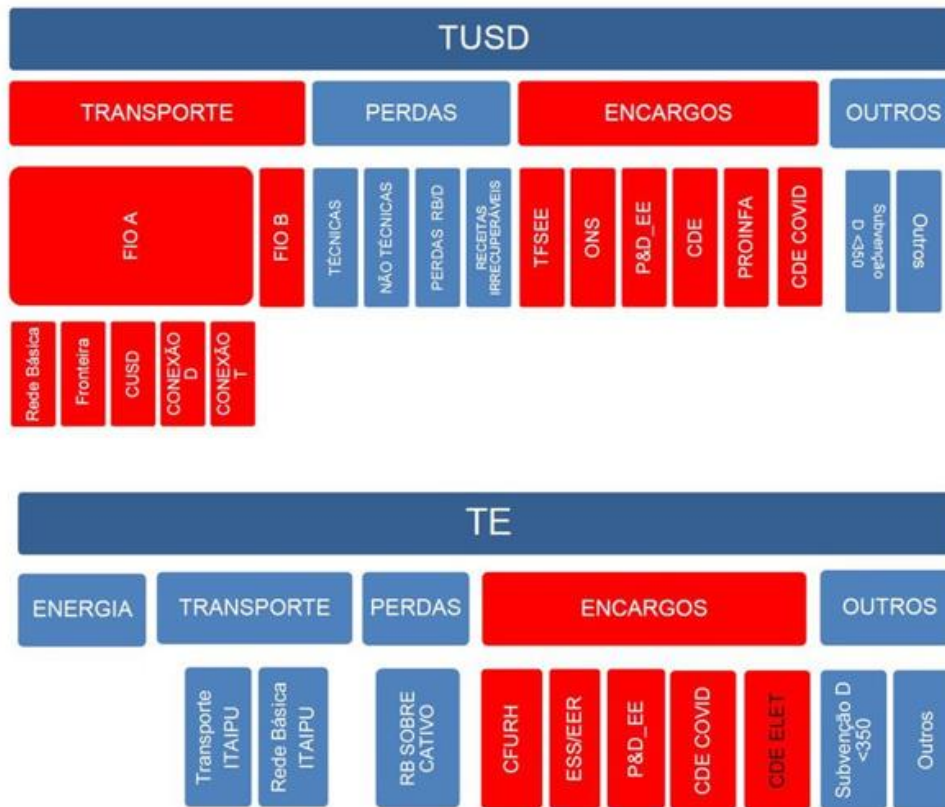 TUSD
TRANSPORTE
PERDAS
ENCARGOS
OUTROS
FIO A
FIO B
TÉCNICAS
NÃO TÉCNICAS
PERDAS RB/D
RECEITAS
IRRECUPERÁVEIS
TFSEE
ONS
P&D_EE
CDE
PROINFA
CDE COVID
Subvenção
D <350
Outros
Rede Básica
Fronteira
CUSD
CONEXÃO
D
CONEXÃO
T
TE
ENERGIA
TRANSPORTE
PERDAS
ENCARGOS
OUTROS
Transporte
ITAIPU
Rede Básica
ITAIPU
RB SOBRE
CATIVO
CFURH
ESS/EER
P&D_EE
CDE COVID
CDE ELET
Subvenção D
<350
Outros